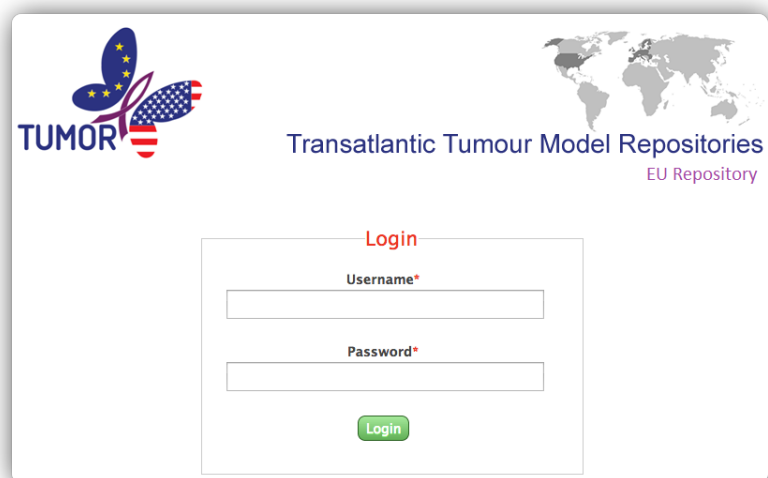 TUMOR
Transatlantic Tumour Model Repositories
EU Repository
Login
Username*
Password*
Login